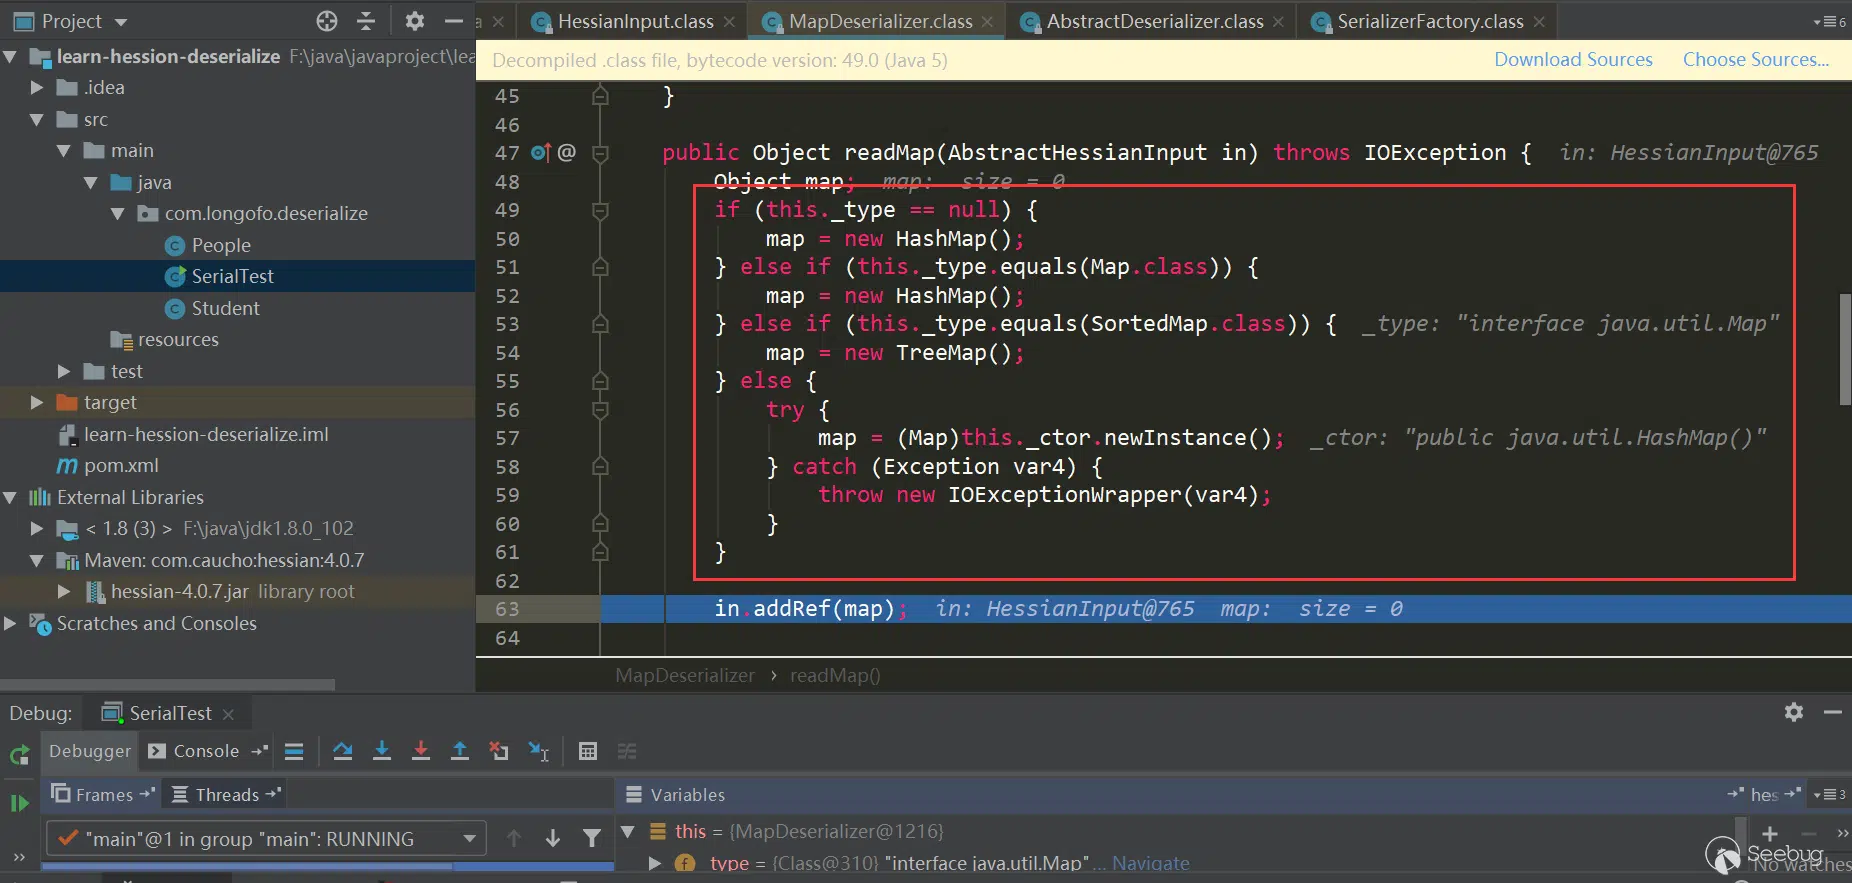 Project
learn-hession-deserialize F:\java\javaproject\lea
.idea
src
main
java
com.longofo.deserialize
People
SerialTest
Student
resources
test
target
learn-hession-deserialize.iml
pom.xml
External Libraries
< 1.8 (3) > F:\java\jdk1.8.0_102
Maven: com.caucho:hessian:4.0.7
hessian-4.0.7.jar library root
Scratches and Consoles
a HessianInput.class MapDeserializer.class AbstractDeserializer.class SerializerFactory.class 6
Decompiled .class file, bytecode version: 49.0 (Java 5) Download Sources Choose Sources...
45 }
46
47 @ public Object readMap(AbstractHessianInput in) throws IOException { in: HessianInput@765
48 Object map; map: size = 0
49 if (this._type == null) {
50 map = new HashMap();
51 } else if (this._type.equals(Map.class)) {
52 map = new HashMap();
53 } else if (this._type.equals(SortedMap.class)) { _type: "interface java.util.Map"
54 map = new TreeMap();
55 } else {
56 try {
57 map = (Map)this._ctor.newInstance(); _ctor: "public java.util.HashMap()"
58 } catch (Exception var4) {
59 throw new IOExceptionWrapper(var4);
60 }
61 }
62
63 in.addRef(map); in: HessianInput@765 map: size = 0
64
MapDeserializer › readMap()
Debug: SerialTest
Debugger Console
Frames Threads
"main"@1 in group "main": RUNNING
Variables hes 3
this = {MapDeserializer@1216}
type = {Class@310} "interface java.util.Map"... Navigate
No watches
Seebug